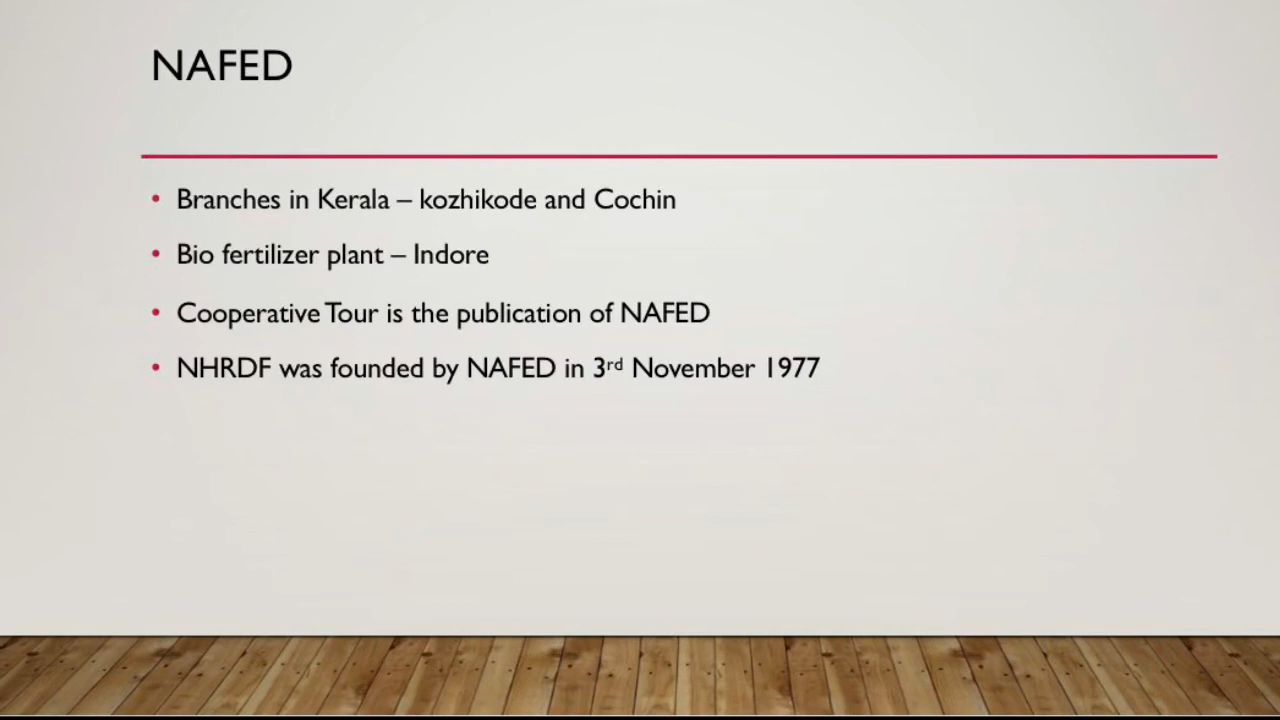 NAFED
• Branches in Kerala – kozhikode and Cochin
• Bio fertilizer plant – Indore
• Cooperative Tour is the publication of NAFED
• NHRDF was founded by NAFED in 3rd November 1977